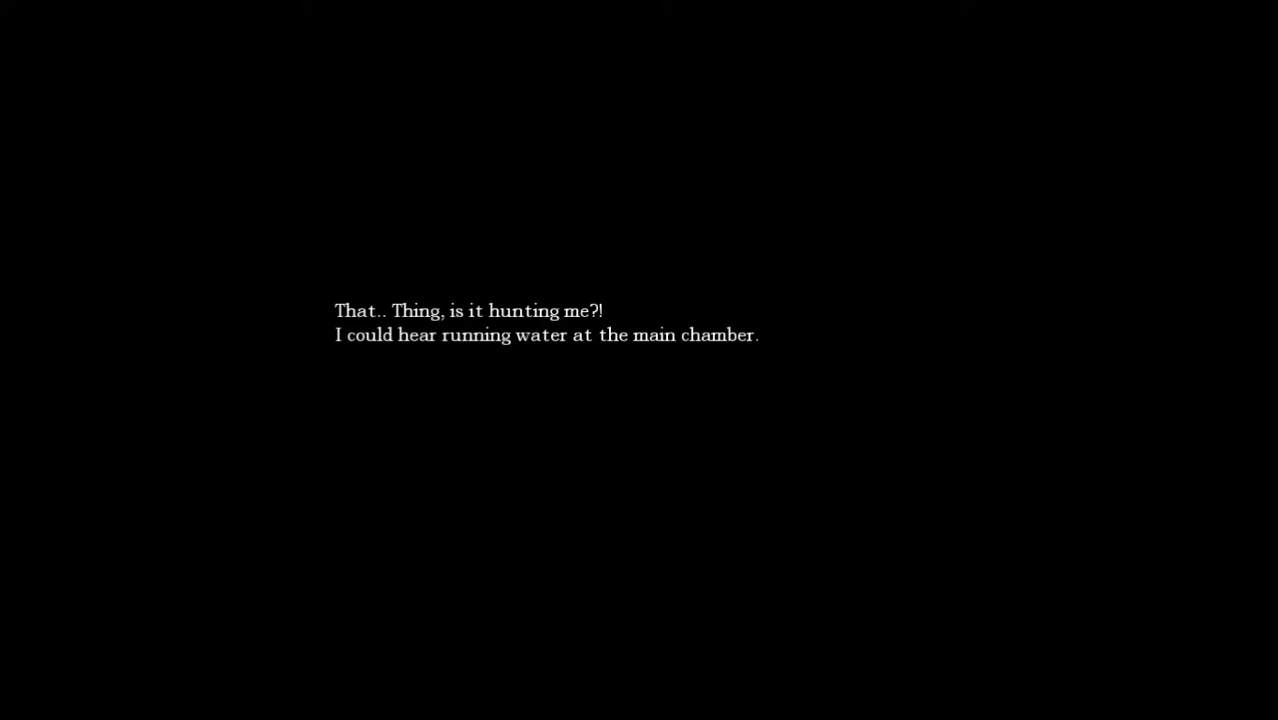 That.. Thing, is it hunting me?!
I could hear running water at the main chamber.